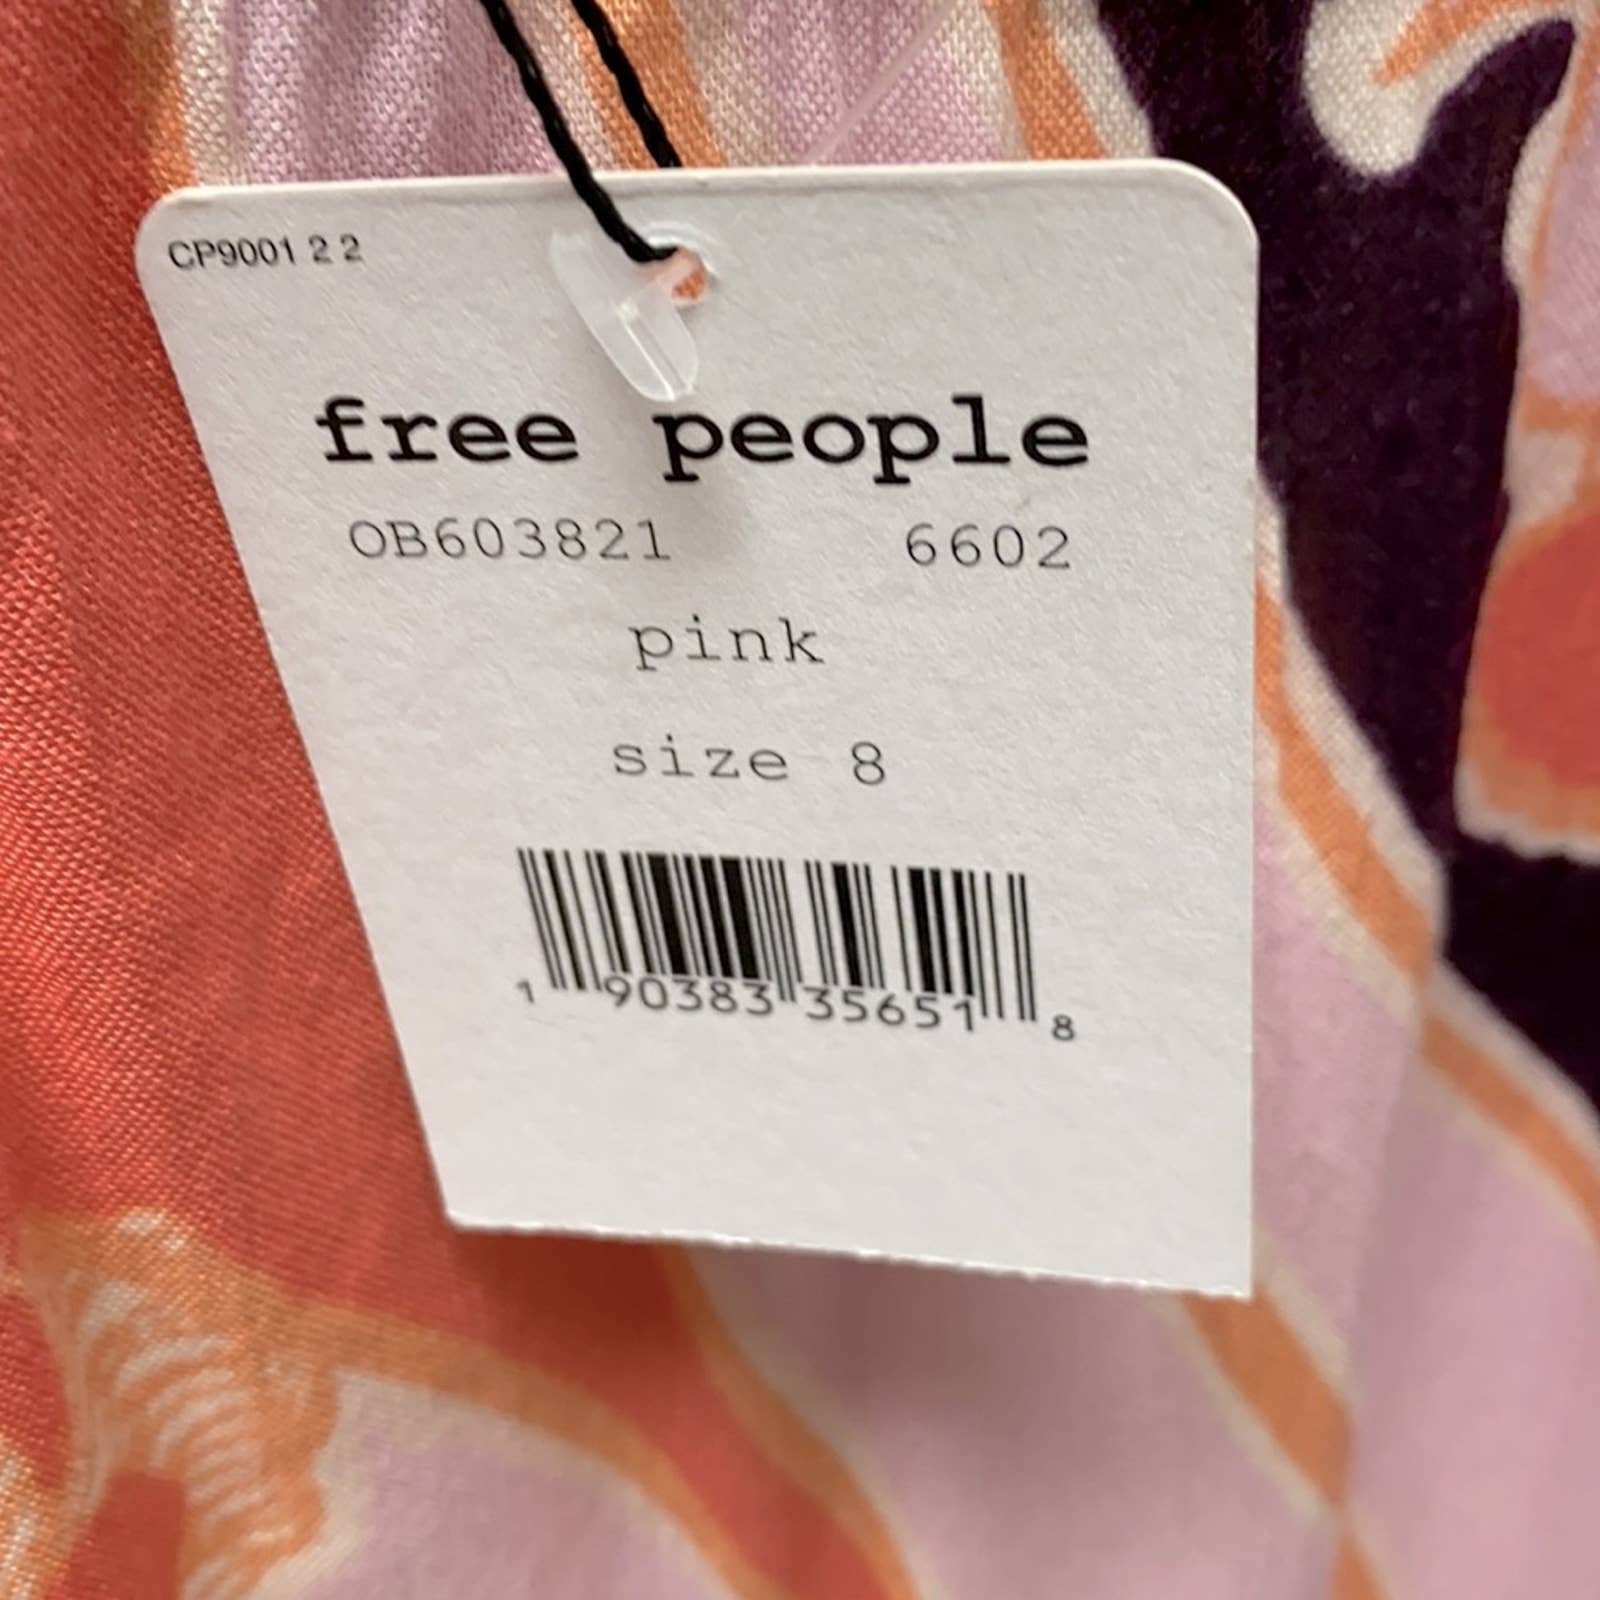 CP9001 2 2
free people
OB603821 6602
pink
size 8
1 90383 35651 8